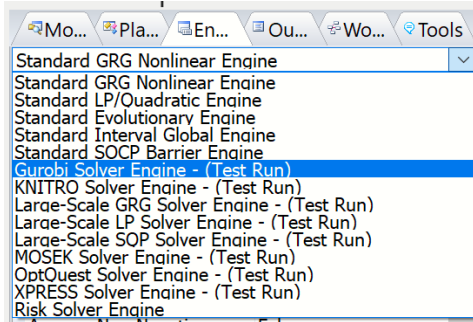 Mo... Pla... En... Ou... Wo... Tools
Standard GRG Nonlinear Engine
Standard GRG Nonlinear Engine
Standard LP/Quadratic Engine
Standard Evolutionary Engine
Standard Interval Global Engine
Standard SOCP Barrier Engine
Gurobi Solver Engine - (Test Run)
KNITRO Solver Engine - (Test Run)
Large-Scale GRG Solver Engine - (Test Run)
Large-Scale LP Solver Engine - (Test Run)
Large-Scale SOP Solver Engine - (Test Run)
MOSEK Solver Engine - (Test Run)
OptQuest Solver Engine - (Test Run)
XPRESS Solver Engine - (Test Run)
Risk Solver Engine